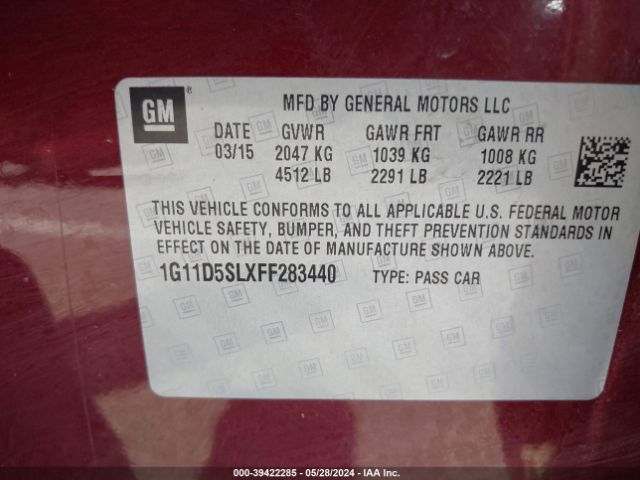 GM ® MFD BY GENERAL MOTORS LLC
DATE GVWR GAWR FRT GAWR RR
03/15 2047 KG 1039 KG 1008 KG
4512 LB 2291 LB 2221 LB
THIS VEHICLE CONFORMS TO ALL APPLICABLE U.S. FEDERAL MOTOR
VEHICLE SAFETY, BUMPER, AND THEFT PREVENTION STANDARDS IN
EFFECT ON THE DATE OF MANUFACTURE SHOWN ABOVE.
1G11D5SLXFF283440 TYPE: PASS CAR
000-39422285 - 05/28/2024 - IAA Inc.